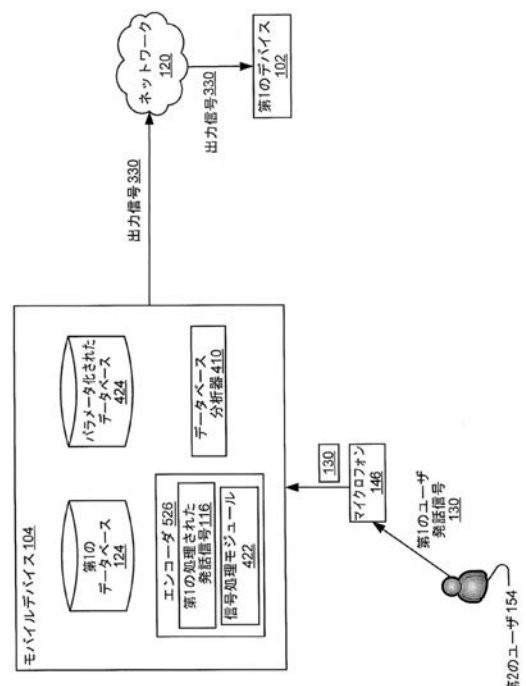 モバイルデバイス104
第1の
データベース
124
パラメータ化された
データベース
424
エンコーダ526
第1の処理された
発話信号116
信号処理モジュール
422
データベース
分析器410
出力信号330
ネットワーク
120
出力信号330
第1のデバイス
102
130
マイクロフォン
146
第1のユーザ
発話信号
130
第2のユーザ154